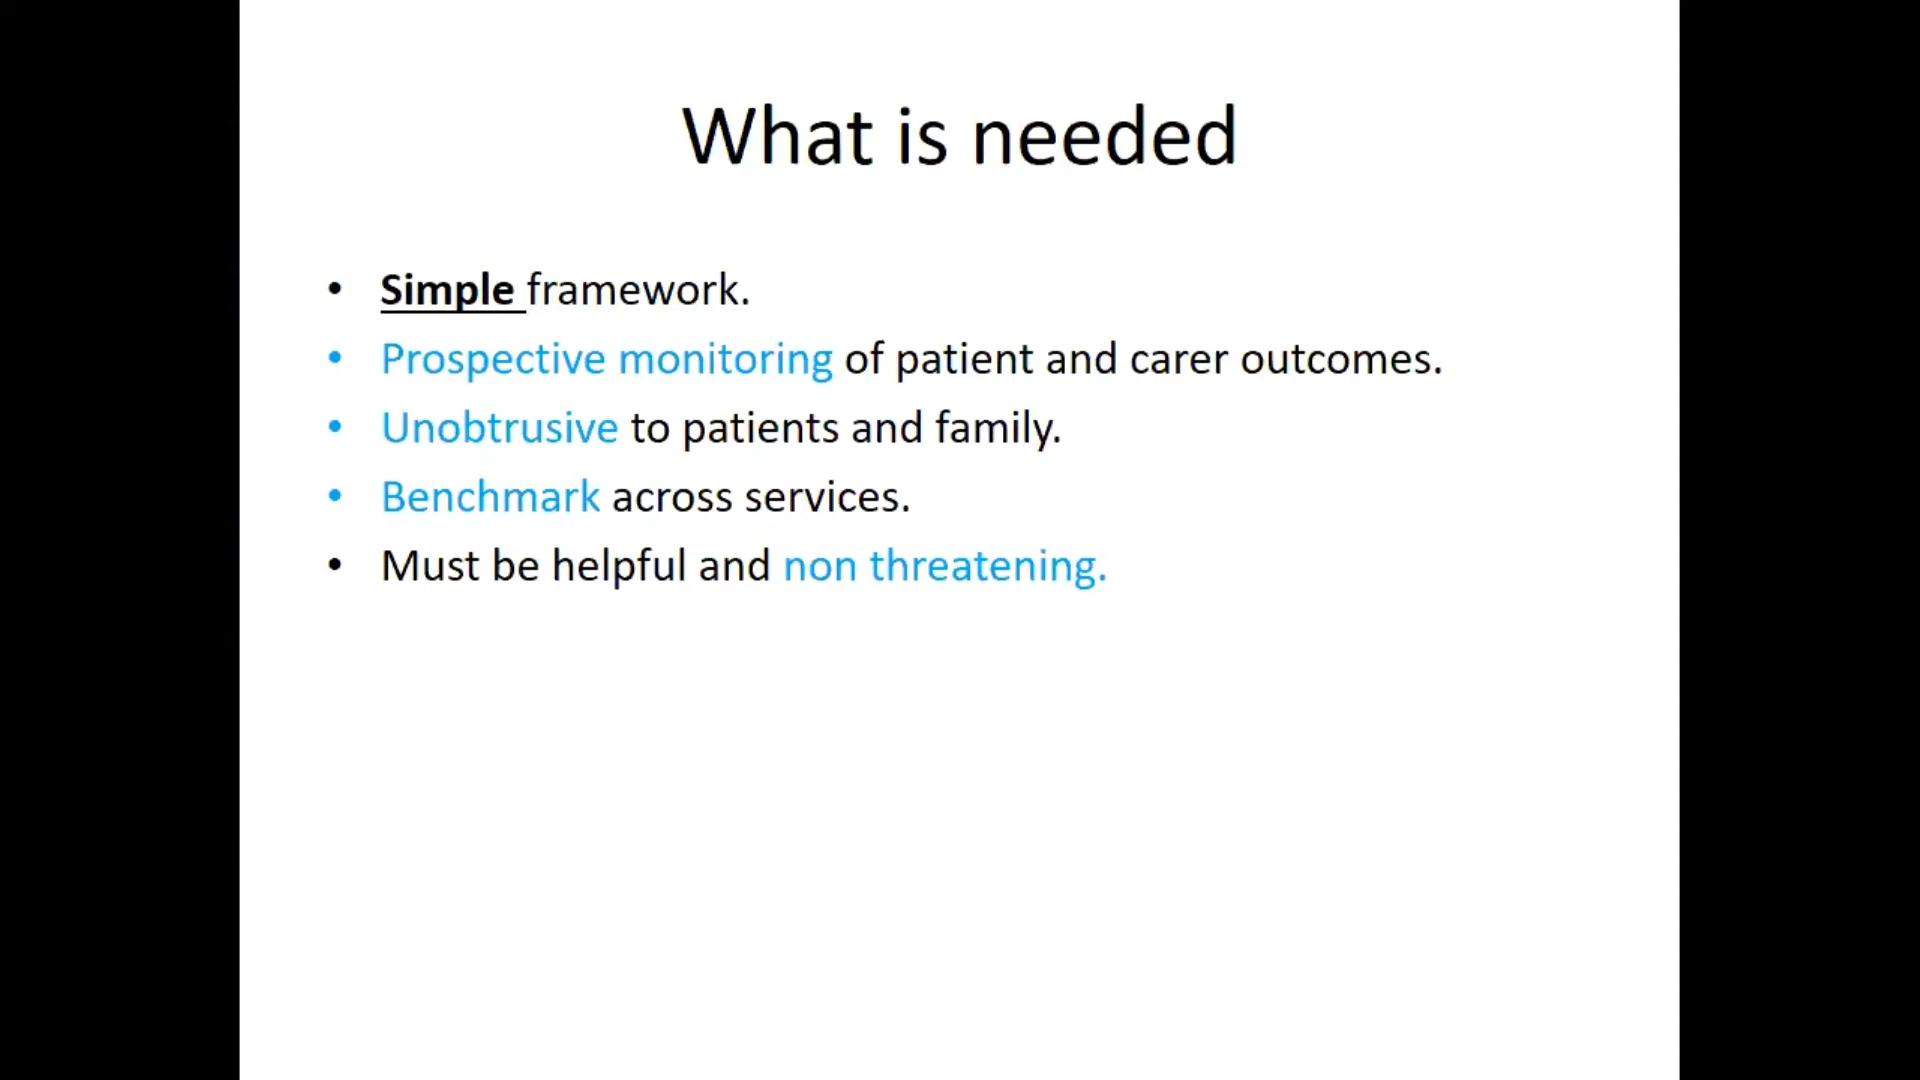 What is needed
• Simple framework.
• Prospective monitoring of patient and carer outcomes.
• Unobtrusive to patients and family.
• Benchmark across services.
• Must be helpful and non threatening.